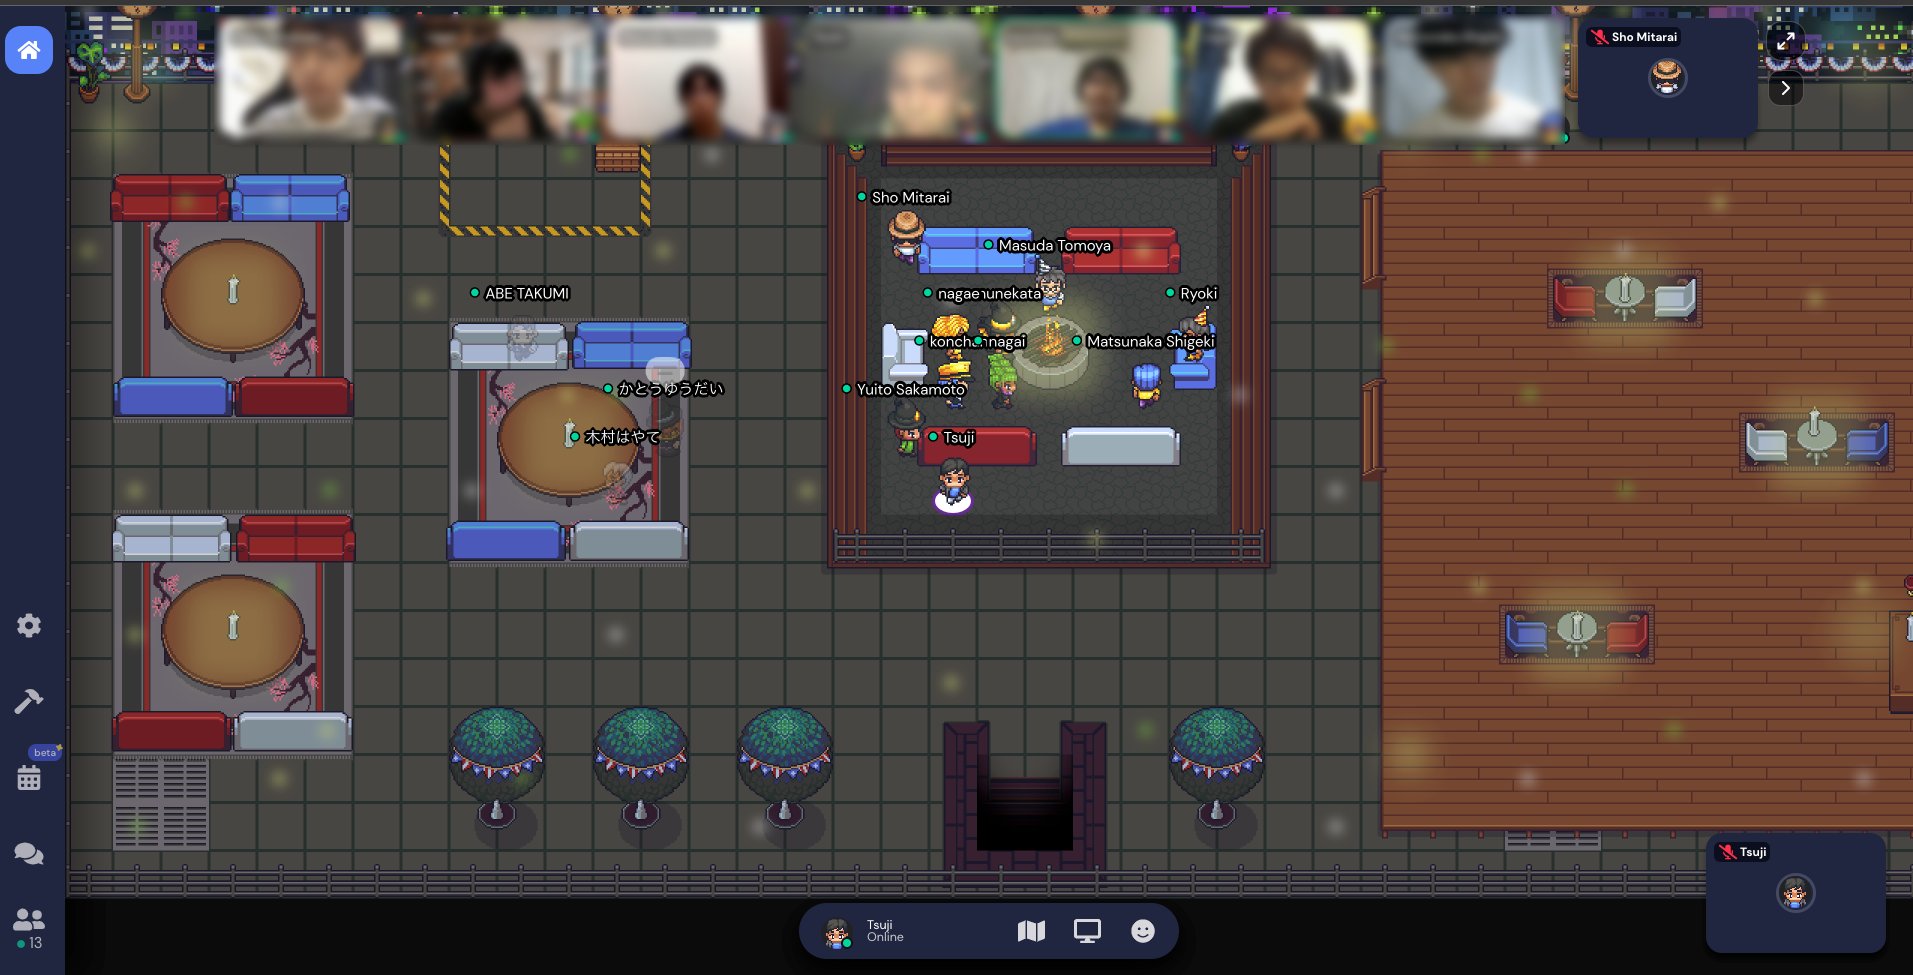 Sho Mitarai
Sho Mitarai
Masuda Tomoya
ABE TAKUMI
Ryoki
Matsunaka Shigeki
かとうゆうだい
Yuito Sakamoto
木村はやて
Tsuji
beta
Tsuji
13
Tsuji
Online